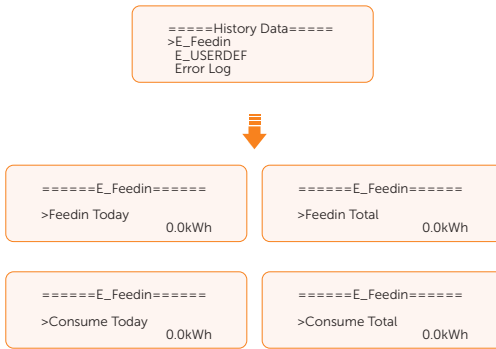 =====History Data=====
>E_Feedin
E_USERDEF
Error Log
======E_Feedin======
>Feedin Today
0.0kWh
======E_Feedin======
>Feedin Total
0.0kWh
======E_Feedin======
>Consume Today
0.0kWh
======E_Feedin======
>Consume Total
0.0kWh